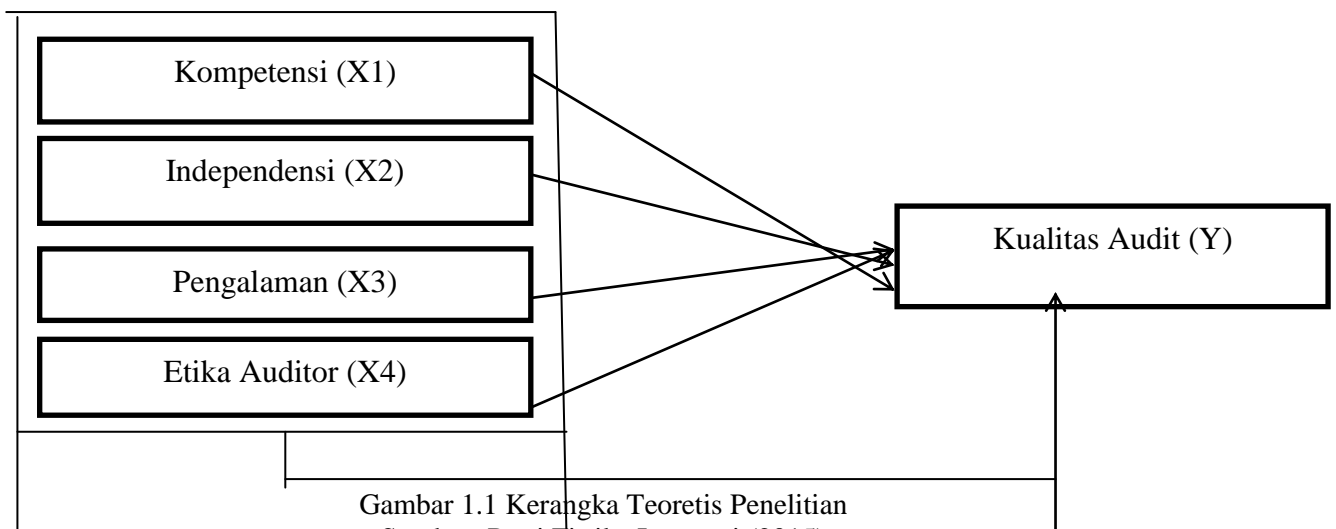 Kompetensi (X1)
Independensi (X2)
Pengalaman (X3)
Etika Auditor (X4)
Kualitas Audit (Y)
Gambar 1.1 Kerangka Teoretis Penelitian